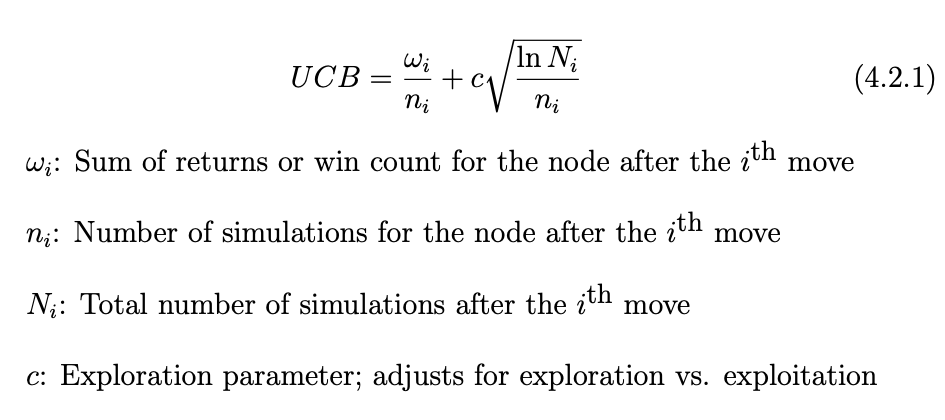 UCB = ωᵢ/nᵢ + c√(ln Nᵢ/nᵢ) (4.2.1)
ωᵢ: Sum of returns or win count for the node after the iᵗʰ move
nᵢ: Number of simulations for the node after the iᵗʰ move
Nᵢ: Total number of simulations after the iᵗʰ move
c: Exploration parameter; adjusts for exploration vs. exploitation